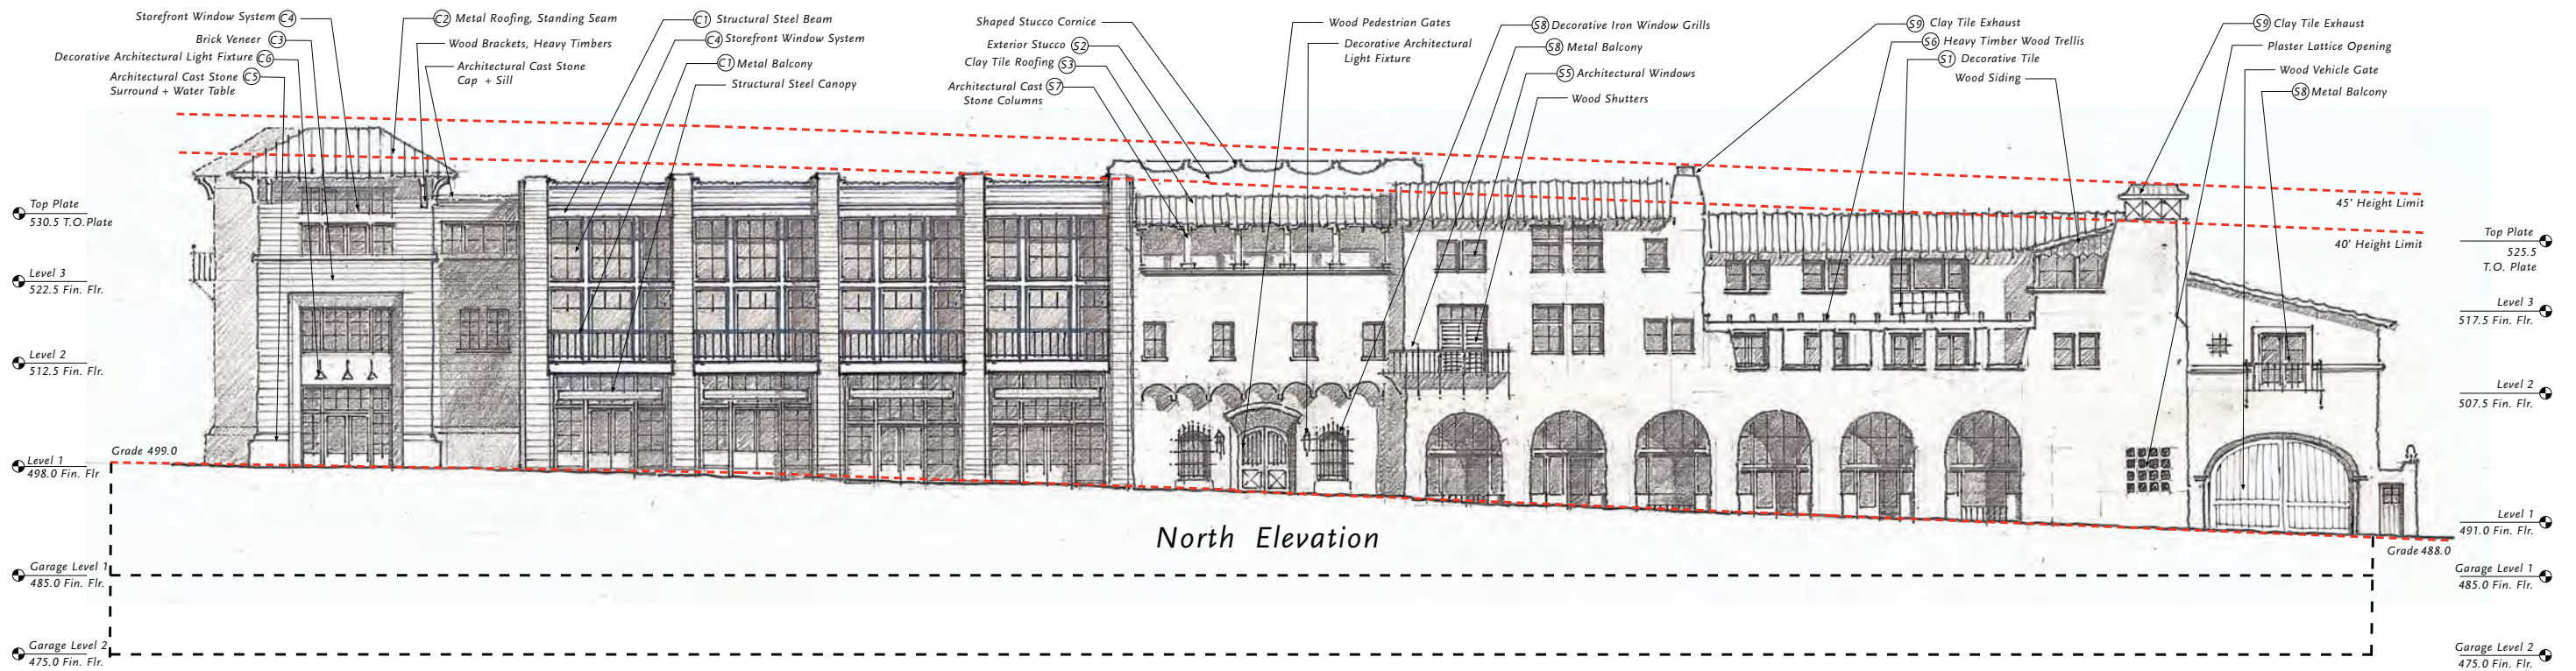 Storefront Window System C4
Brick Veneer C3
Decorative Architectural Light Fixture C6
Architectural Cast Stone C5
Surround + Water Table
C2 Metal Roofing, Standing Seam
Wood Brackets, Heavy Timbers
Architectural Cast Stone
Cap + Sill
C1 Structural Steel Beam
C4 Storefront Window System
C1 Metal Balcony
Structural Steel Canopy
Shaped Stucco Cornice
Exterior Stucco S2
Clay Tile Roofing S3
Architectural Cast S7
Stone Columns
Wood Pedestrian Gates
Decorative Architectural
Light Fixture
S8 Decorative Iron Window Grills
S8 Metal Balcony
S5 Architectural Windows
Wood Shutters
S9 Clay Tile Exhaust
S6 Heavy Timber Wood Trellis
S1 Decorative Tile
Wood Siding
S9 Clay Tile Exhaust
Plaster Lattice Opening
Wood Vehicle Gate
S8 Metal Balcony
Top Plate
530.5 T.O.Plate
Level 3
522.5 Fin. Flr.
Level 2
512.5 Fin. Flr.
Level 1
498.0 Fin. Flr
Grade 499.0
Garage Level 1
485.0 Fin. Flr.
Garage Level 2
475.0 Fin. Flr.
North Elevation
45' Height Limit
40' Height Limit
Top Plate
525.5
T.O. Plate
Level 3
517.5 Fin. Flr.
Level 2
507.5 Fin. Flr.
Level 1
491.0 Fin. Flr.
Grade 488.0
Garage Level 1
485.0 Fin. Flr.
Garage Level 2
475.0 Fin. Flr.